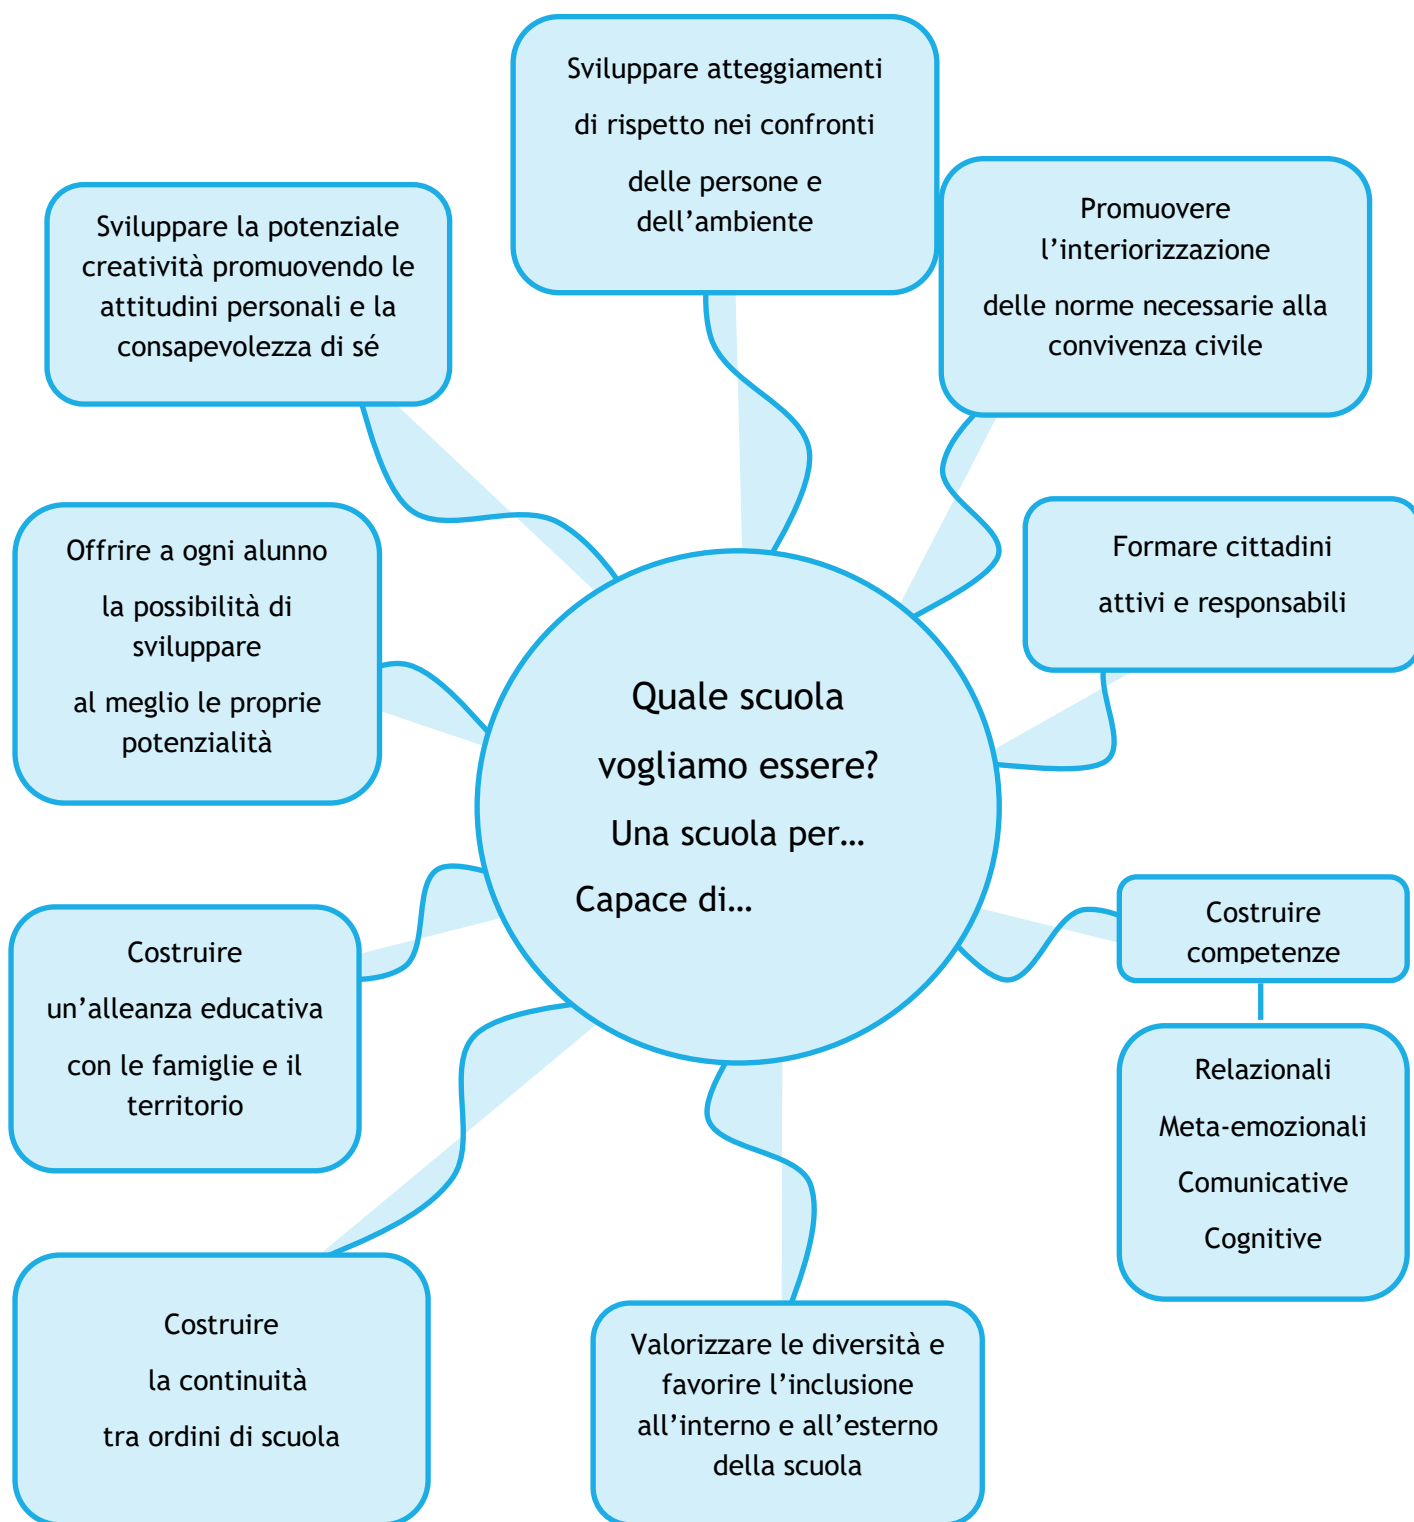 Sviluppare atteggiamenti
di rispetto nei confronti
delle persone e
dell’ambiente
Promuovere
l’interiorizzazione
delle norme necessarie alla
convivenza civile
Sviluppare la potenziale
creatività promuovendo le
attitudini personali e la
consapevolezza di sé
Offrire a ogni alunno
la possibilità di
sviluppare
al meglio le proprie
potenzialità
Formare cittadini
attivi e responsabili
Quale scuola
vogliamo essere?
Una scuola per…
Capace di…
Costruire
competenze
Relazionali
Meta-emozionali
Comunicative
Cognitive
Costruire
un’alleanza educativa
con le famiglie e il
territorio
Costruire
la continuità
tra ordini di scuola
Valorizzare le diversità e
favorire l’inclusione
all’interno e all’esterno
della scuola